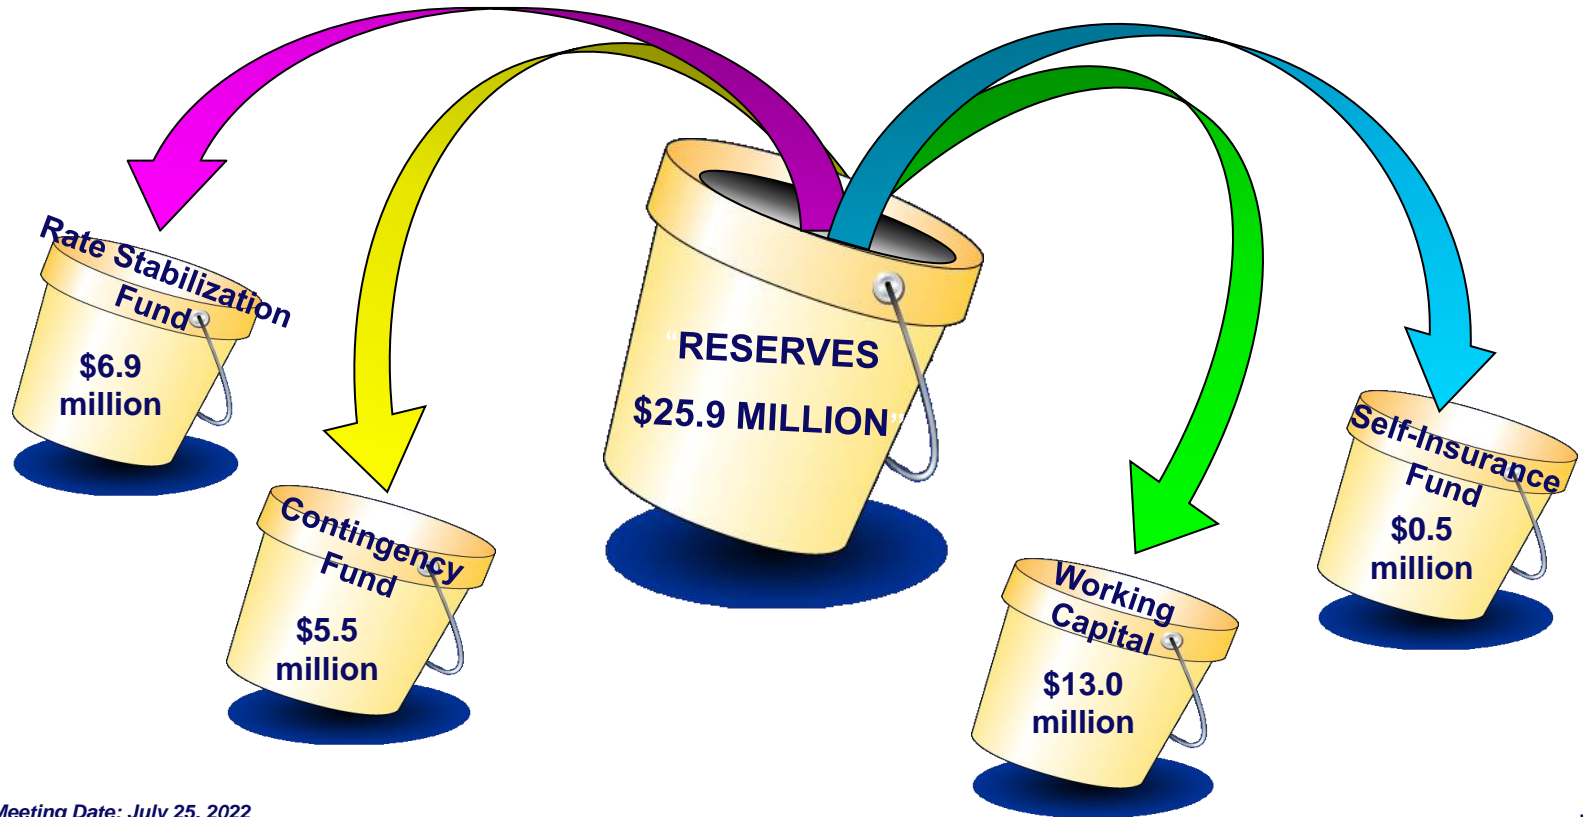 Rate Stabilization
Fund
$6.9
million
Contingency
Fund
$5.5
million
“RESERVES
$25.9 MILLION”
Working
Capital
$13.0
million
Self-Insurance
Fund
$0.5
million
Meeting Date: July 25, 2022